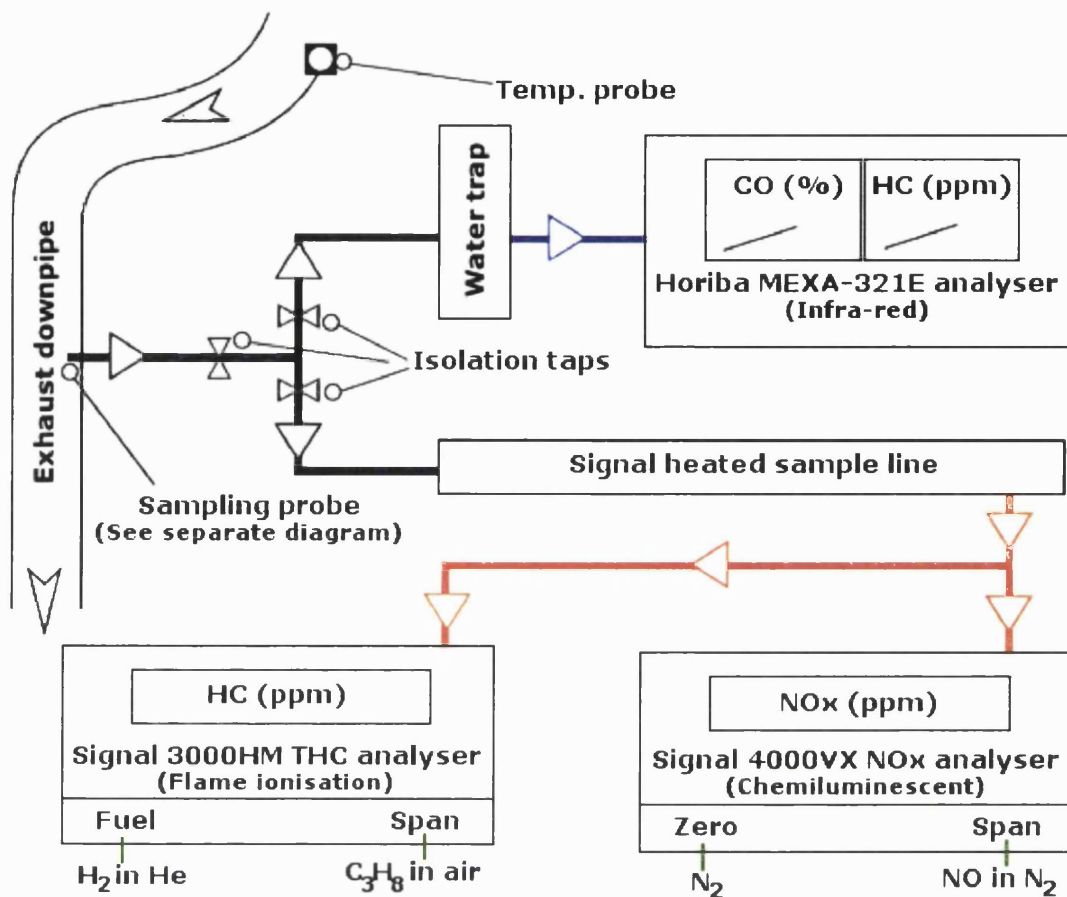 Temp. probe
Water trap
CO (%)
HC (ppm)
Horiba MEXA-321E analyser
(Infra-red)
Exhaust downpipe
Isolation taps
Signal heated sample line
Sampling probe
(See separate diagram)
HC (ppm)
Signal 3000HM THC analyser
(Flame ionisation)
Fuel
Span
H₂ in He
C₃H₈ in air
NOx (ppm)
Signal 4000VX NOx analyser
(Chemiluminescent)
Zero
Span
N₂
NO in N₂